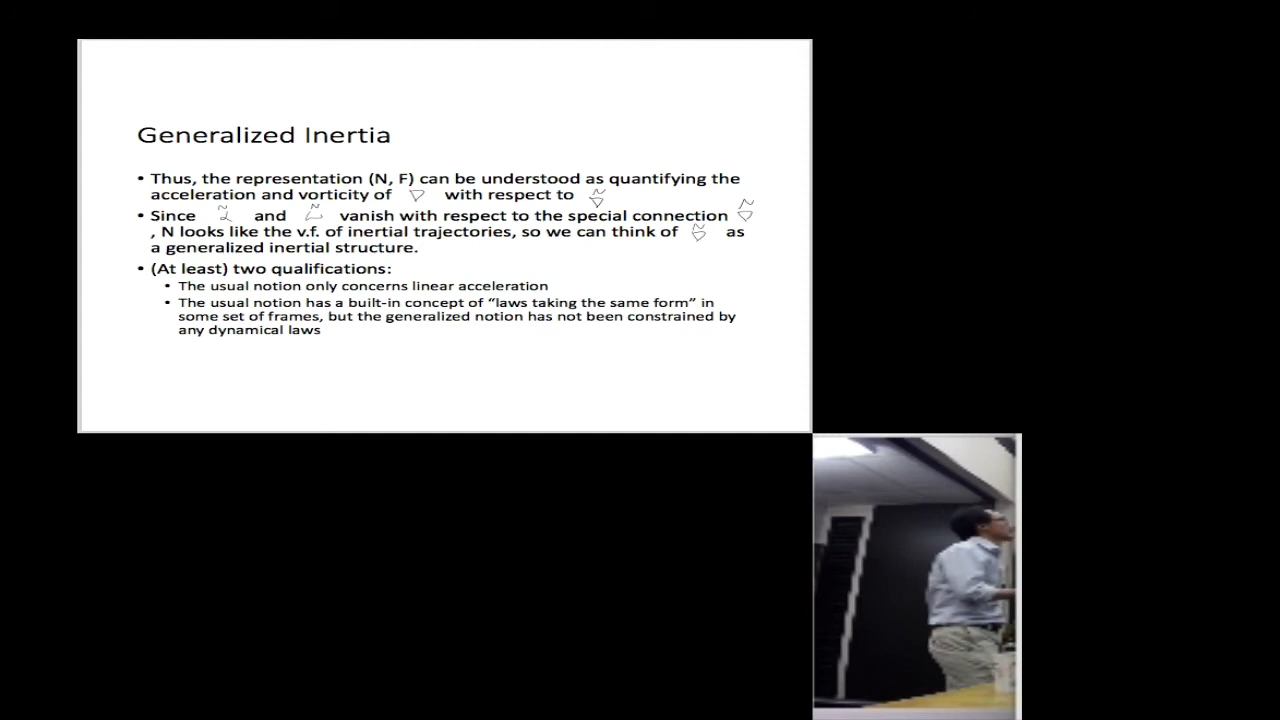 Generalized Inertia
• Thus, the representation (N, F) can be understood as quantifying the
acceleration and vorticity of ∇ with respect to ∇̃
• Since and vanish with respect to the special connection ∇̃
, N looks like the v.f. of inertial trajectories, so we can think of ∇̃ as
a generalized inertial structure.
• (At least) two qualifications:
• The usual notion only concerns linear acceleration
• The usual notion has a built-in concept of “laws taking the same form” in
some set of frames, but the generalized notion has not been constrained by
any dynamical laws